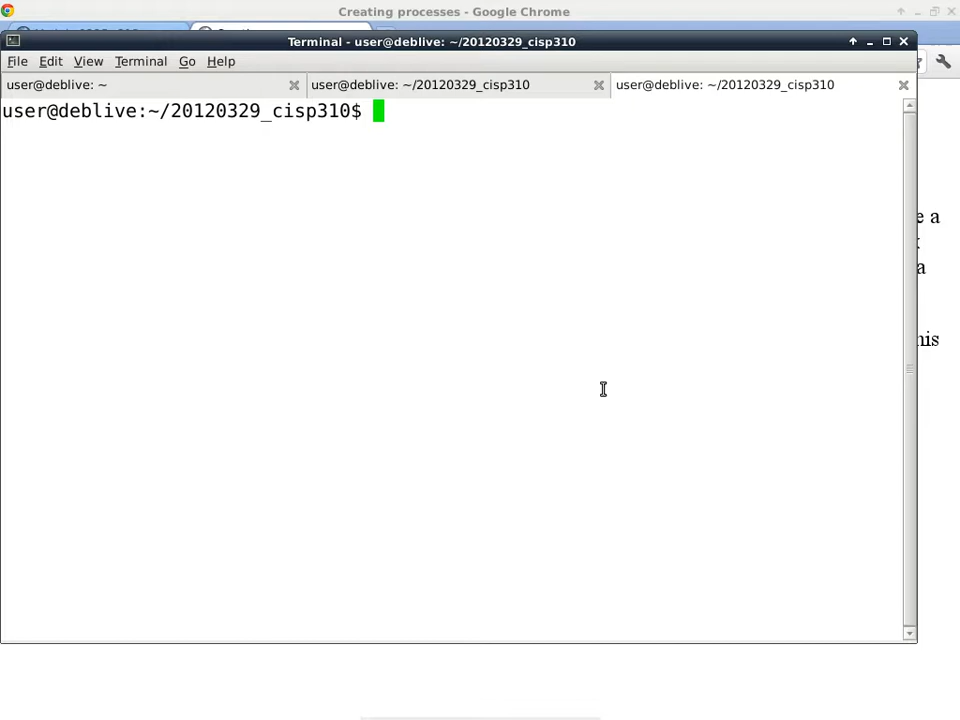 Creating processes - Google Chrome
Terminal - user@deblive: ~/20120329_cisp310
File Edit View Terminal Go Help
user@deblive: ~
user@deblive: ~/20120329_cisp310
user@deblive: ~/20120329_cisp310
user@deblive:~/20120329_cisp310$
e a
a
his